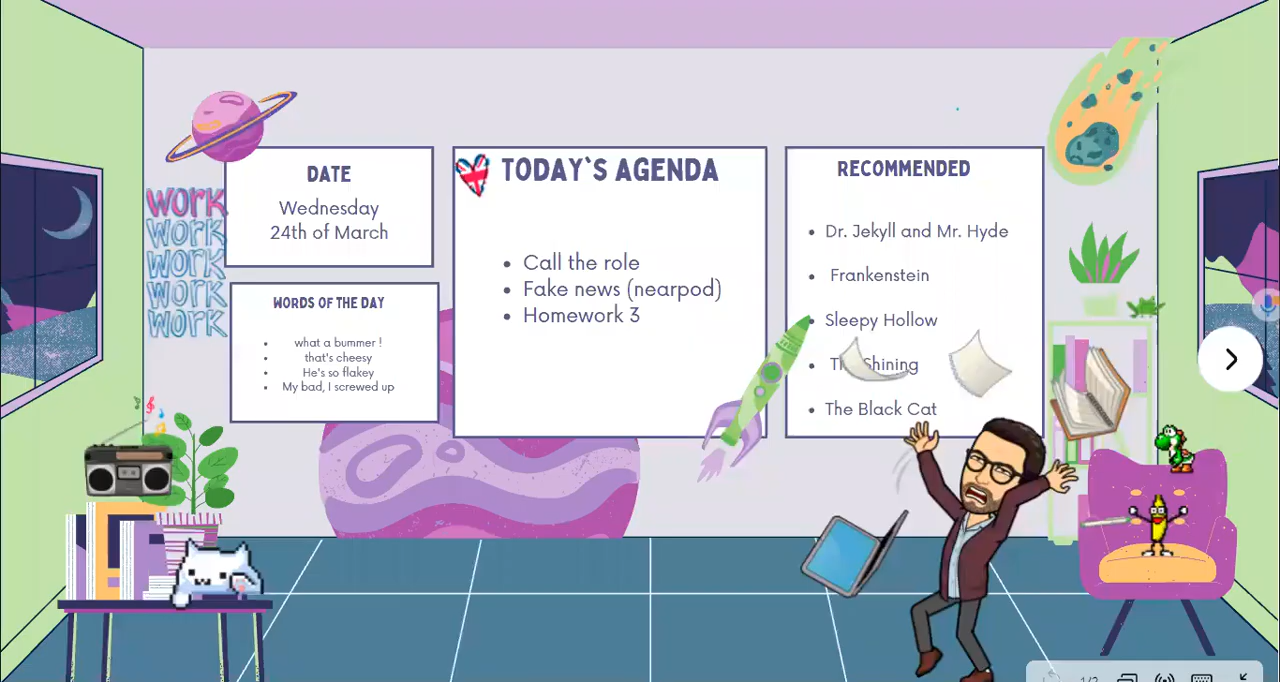 DATE
Wednesday
24th of March
WORK
WORK
WORK
WORK
WORK
WORDS OF THE DAY
what a bummer !
that's cheesy
He's so flakey
My bad, I screwed up
TODAY`S AGENDA
Call the role
Fake news (nearpod)
Homework 3
RECOMMENDED
Dr. Jekyll and Mr. Hyde
Frankenstein
Sleepy Hollow
Shining
The Black Cat